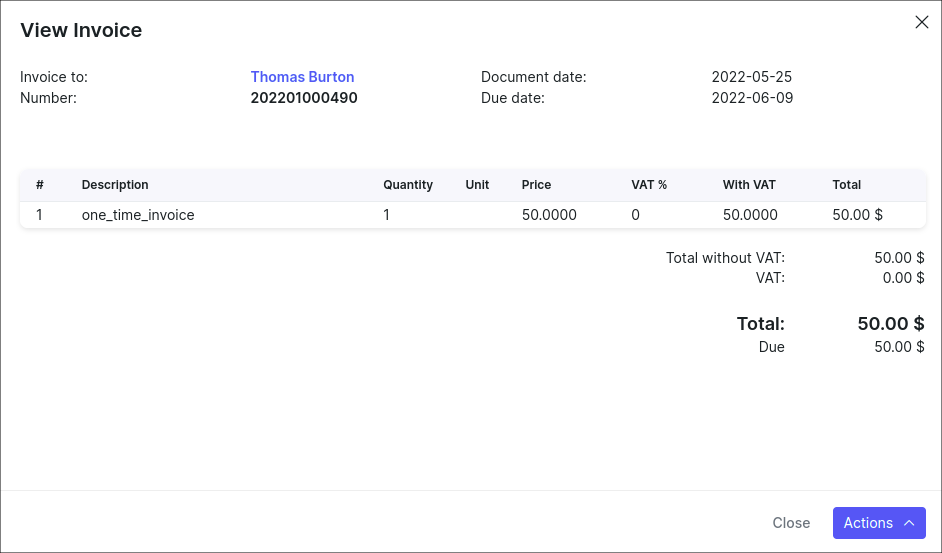 View Invoice
Invoice to: Thomas Burton Document date: 2022-05-25
Number: 202201000490 Due date: 2022-06-09
# Description Quantity Unit Price VAT % With VAT Total
1 one_time_invoice 1 50.0000 0 50.0000 50.00 $
Total without VAT: 50.00 $
VAT: 0.00 $
Total: 50.00 $
Due 50.00 $
Close Actions